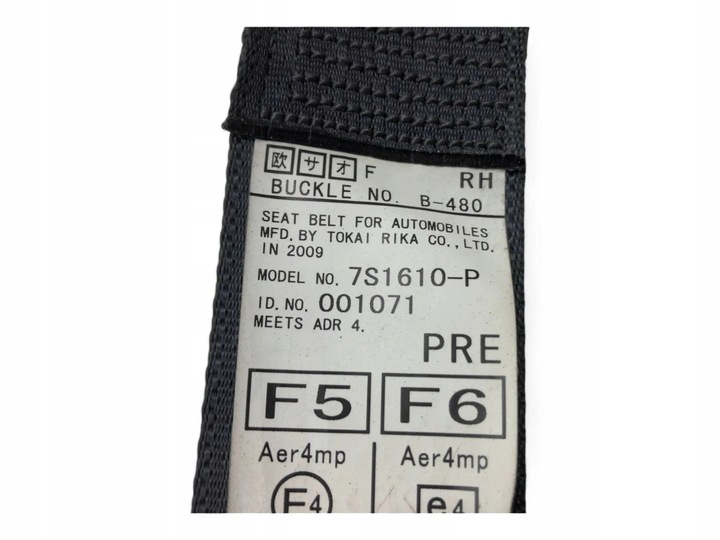 欧 サ オ F RH
BUCKLE NO. B-480
SEAT BELT FOR AUTOMOBILES
MFD. BY TOKAI RIKA CO., LTD.
IN 2009
MODEL NO. 7S1610-P
ID. NO. 001071
MEETS ADR 4.
PRE
F5 F6
Aer4mp Aer4mp
E4 e4